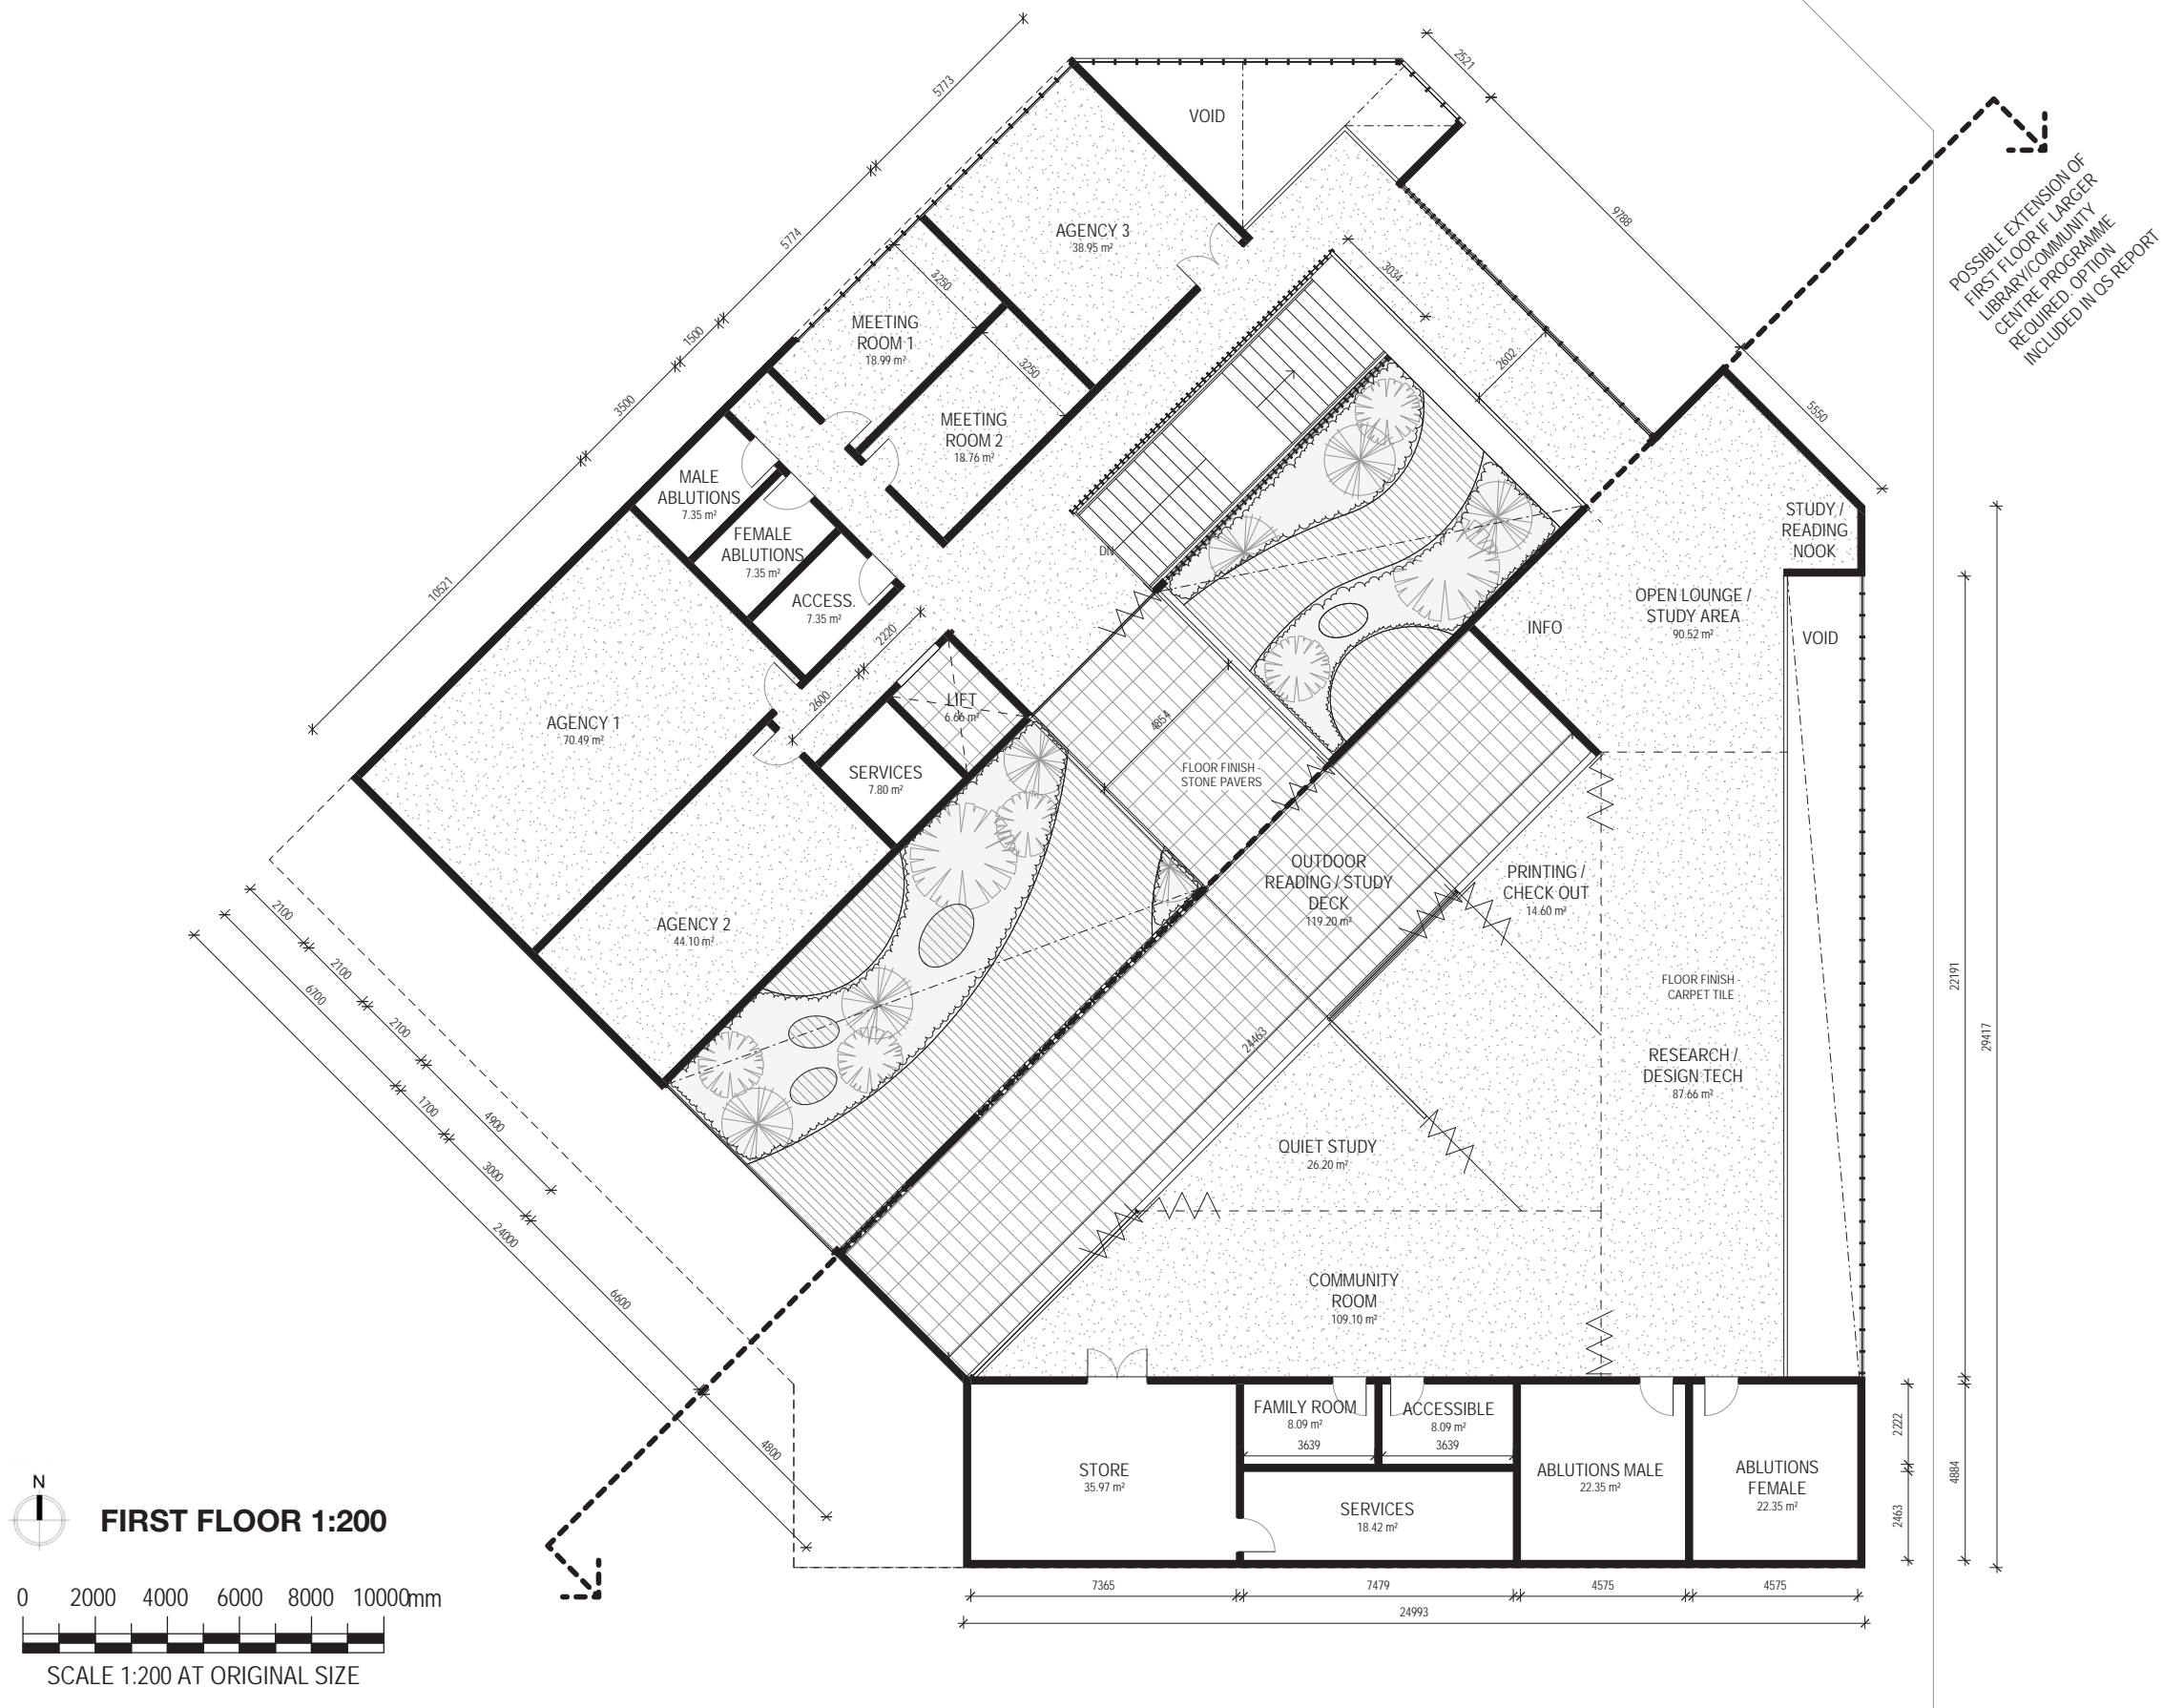 5773
2521
VOID
5774
9788
AGENCY 3
38.95 m²
POSSIBLE EXTENSION OF
FIRST FLOOR IF LARGER
LIBRARY/COMMUNITY
CENTRE PROGRAMME
REQUIRED. OPTION
INCLUDED IN QS REPORT
3250
3034
1500
MEETING
ROOM 1
18.99 m²
3250
2602
3500
MEETING
ROOM 2
18.76 m²
5550
MALE
ABLUTIONS
7.35 m²
FEMALE
ABLUTIONS
7.35 m²
DN
STUDY /
READING
NOOK
10521
ACCESS.
7.35 m²
OPEN LOUNGE /
STUDY AREA
90.52 m²
INFO
VOID
2220
2600
LIFT
6.66 m²
AGENCY 1
70.49 m²
4854
SERVICES
7.80 m²
FLOOR FINISH -
STONE PAVERS
OUTDOOR
READING / STUDY
DECK
119.20 m²
PRINTING /
CHECK OUT
14.60 m²
AGENCY 2
44.10 m²
2100
2100
6700
2100
FLOOR FINISH -
CARPET TILE
22191
29417
24463
RESEARCH /
DESIGN TECH
87.66 m²
1700
4900
3000
24000
QUIET STUDY
26.20 m²
6600
COMMUNITY
ROOM
109.10 m²
4800
FAMILY ROOM
8.09 m²
3639
ACCESSIBLE
8.09 m²
3639
2222
STORE
35.97 m²
ABLUTIONS MALE
22.35 m²
ABLUTIONS
FEMALE
22.35 m²
4884
SERVICES
18.42 m²
2463
N
FIRST FLOOR 1:200
7365
7479
4575
4575
24993
0 2000 4000 6000 8000 10000mm
SCALE 1:200 AT ORIGINAL SIZE